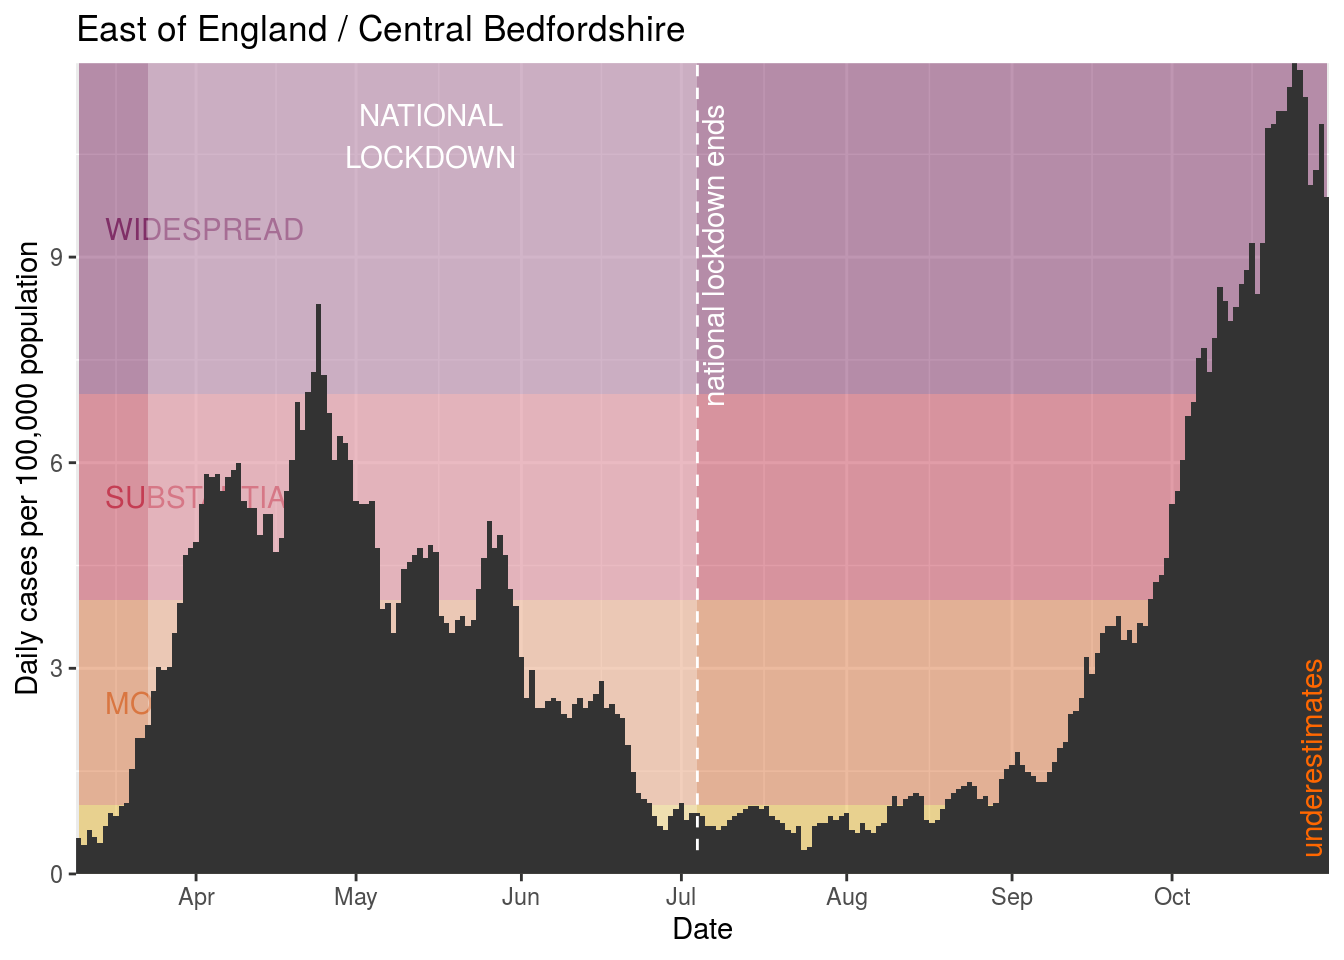 East of England / Central Bedfordshire
NATIONAL
LOCKDOWN
national lockdown ends
WIDESPREAD
9
6
3
0
Daily cases per 100,000 population
underestimates
Apr
May
Jun
Jul
Aug
Sep
Oct
Date